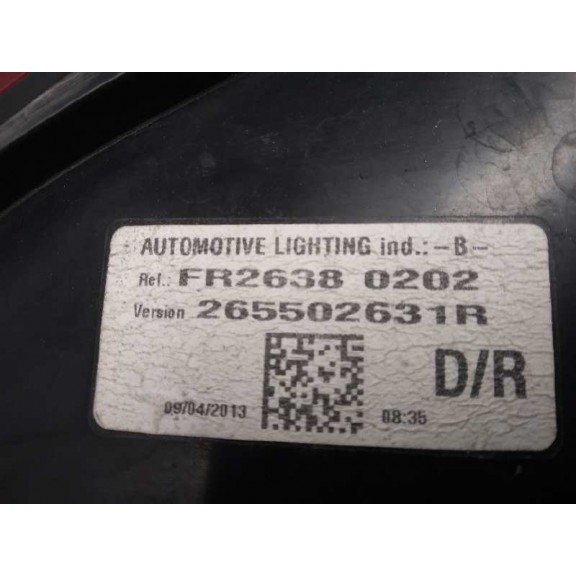 AUTOMOTIVE LIGHTING ind.: -B-
Ref.: FR2638 0202
Version 265502631R
D/R
09/04/2013 08:35